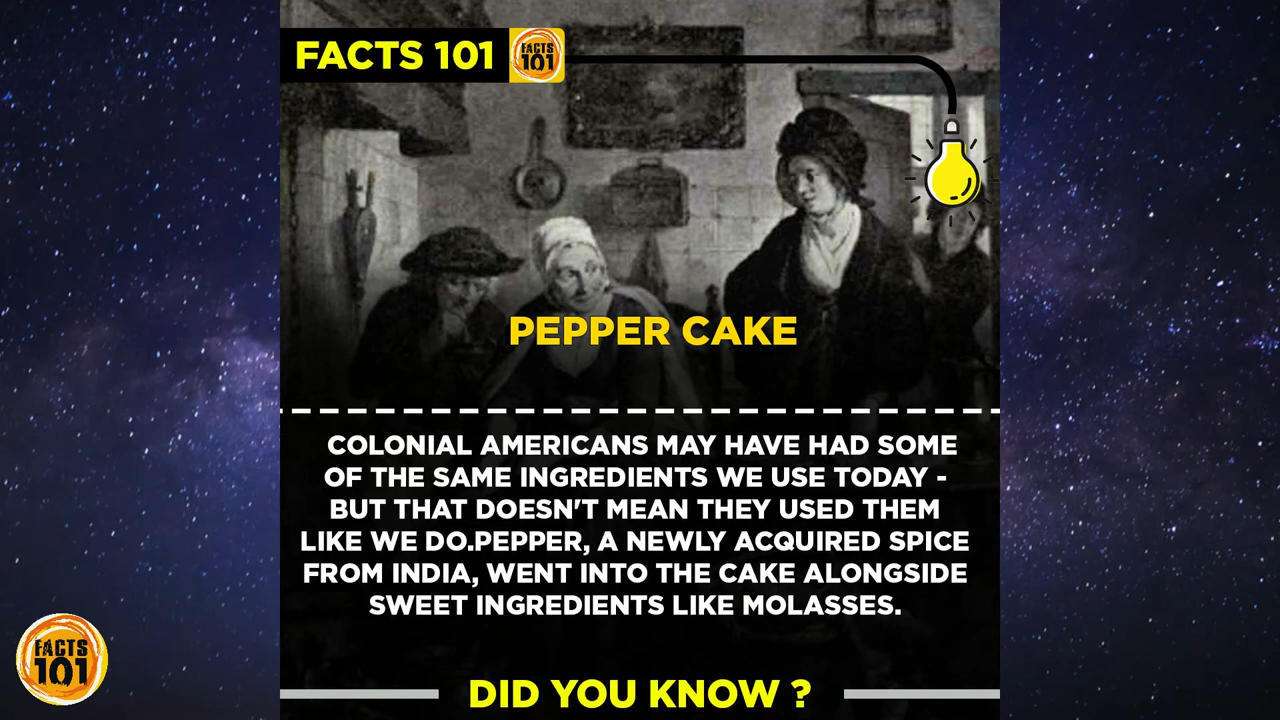 FACTS 101
FACTS
101
PEPPER CAKE
COLONIAL AMERICANS MAY HAVE HAD SOME
OF THE SAME INGREDIENTS WE USE TODAY -
BUT THAT DOESN'T MEAN THEY USED THEM
LIKE WE DO.PEPPER, A NEWLY ACQUIRED SPICE
FROM INDIA, WENT INTO THE CAKE ALONGSIDE
SWEET INGREDIENTS LIKE MOLASSES.
FACTS
101
DID YOU KNOW ?